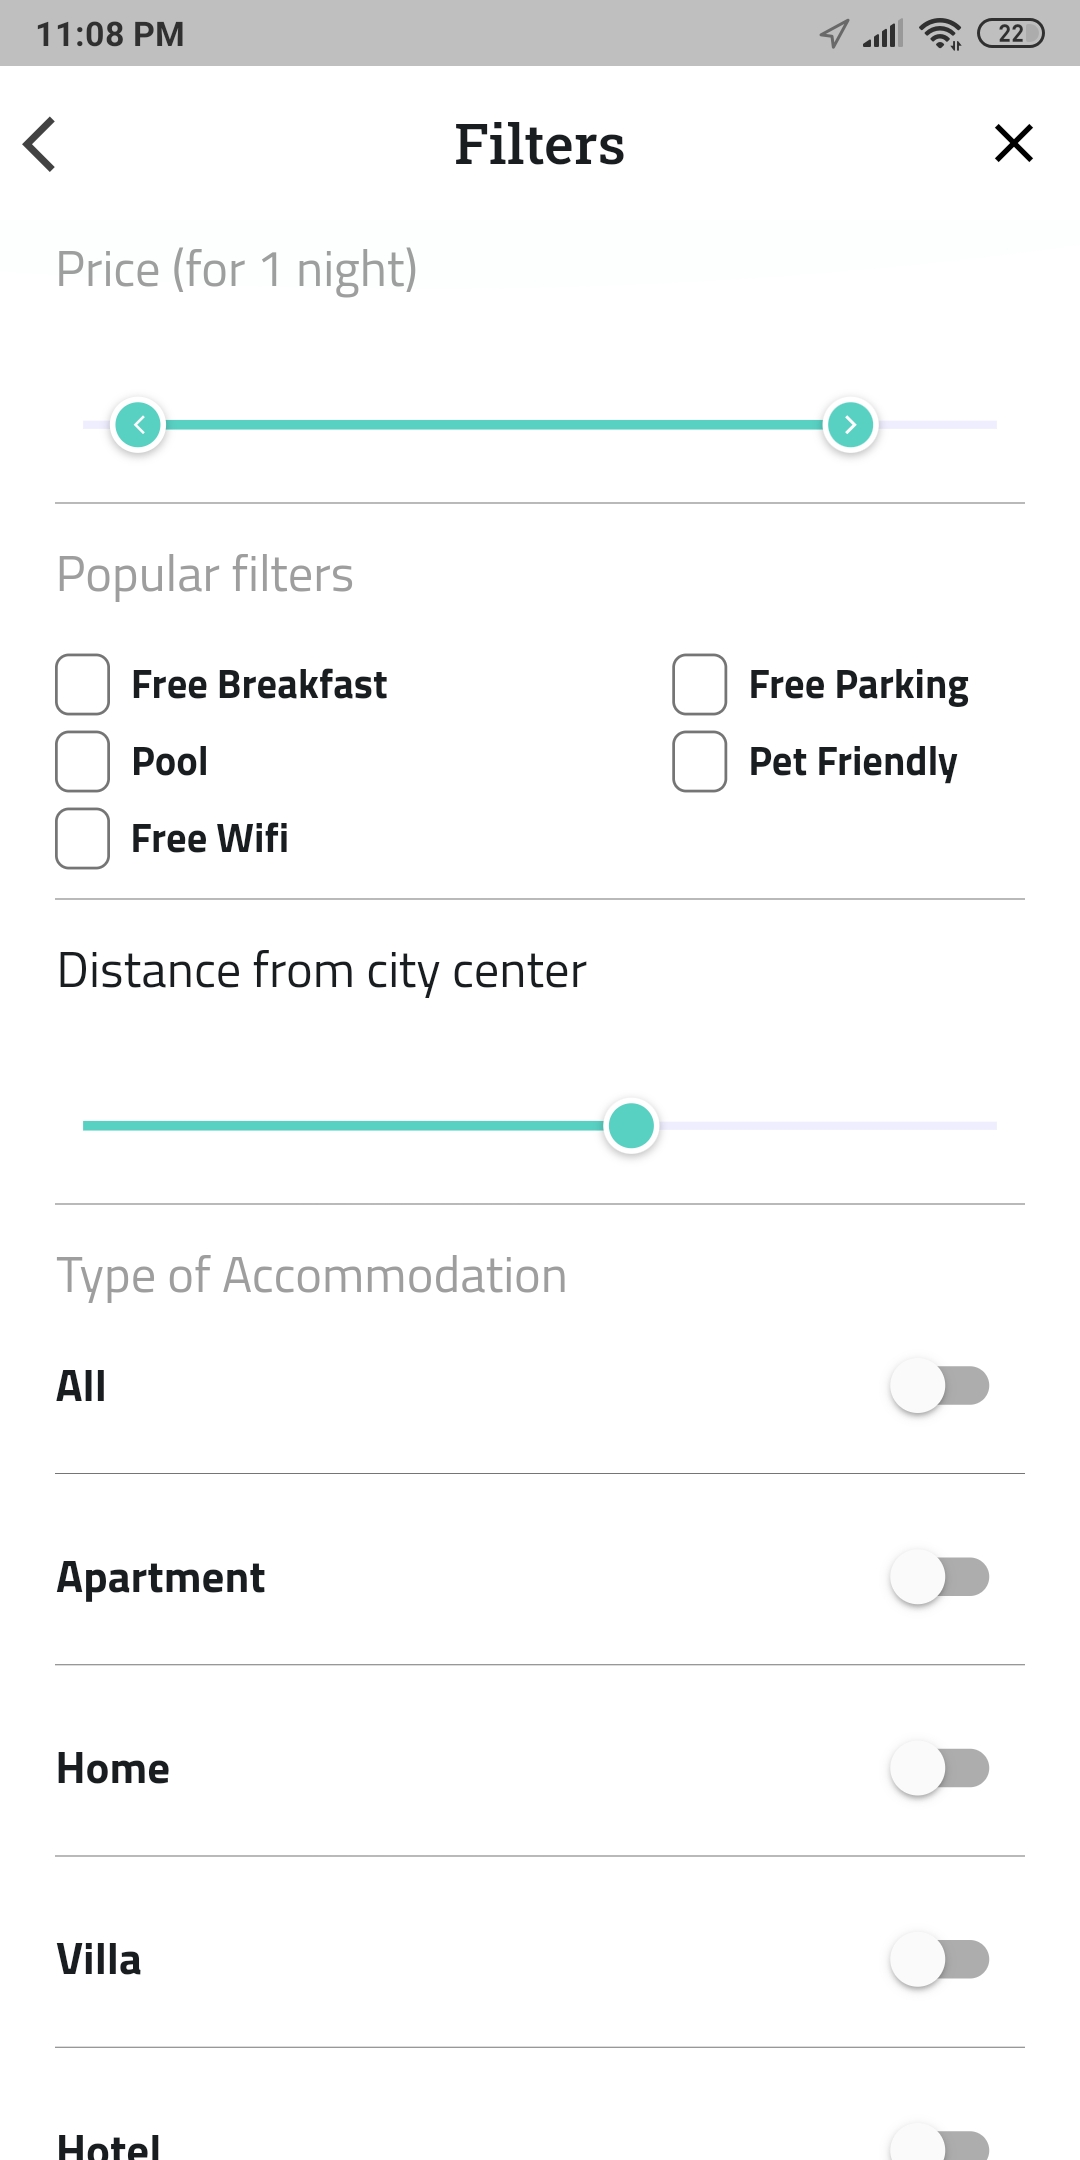 11:08 PM 22
Filters
Price (for 1 night)
Popular filters
Free Breakfast Free Parking
Pool Pet Friendly
Free Wifi
Distance from city center
Type of Accommodation
All
Apartment
Home
Villa
Hotel